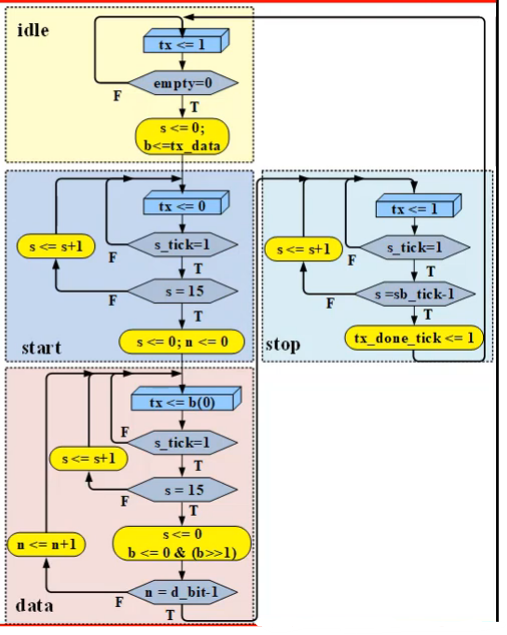 idle
tx <= 1
empty=0
F
T
s <= 0;
b<=tx_data
tx <= 0
s <= s+1
s_tick=1
F
T
s = 15
F
T
s <= 0; n <= 0
start
tx <= 1
s <= s+1
s_tick=1
F
T
s =sb_tick-1
F
T
tx_done_tick <= 1
stop
tx <= b(0)
F
s_tick=1
s <= s+1
T
s = 15
F
T
s <= 0
b <= 0 & (b>>1)
n <= n+1
n = d_bit-1
F
T
data